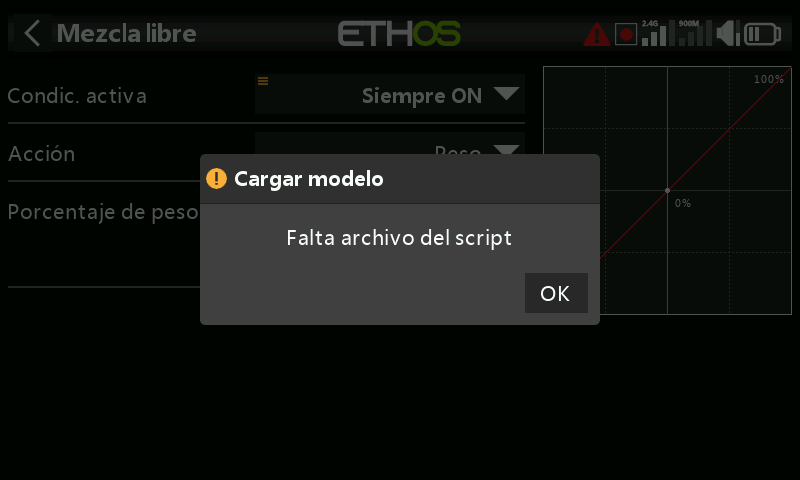 Mezcla libre
ETHOS
2.4G
900M
Condic. activa
Siempre ON
100%
Acción
Peso
Cargar modelo
Porcentaje de peso
0%
Falta archivo del script
OK